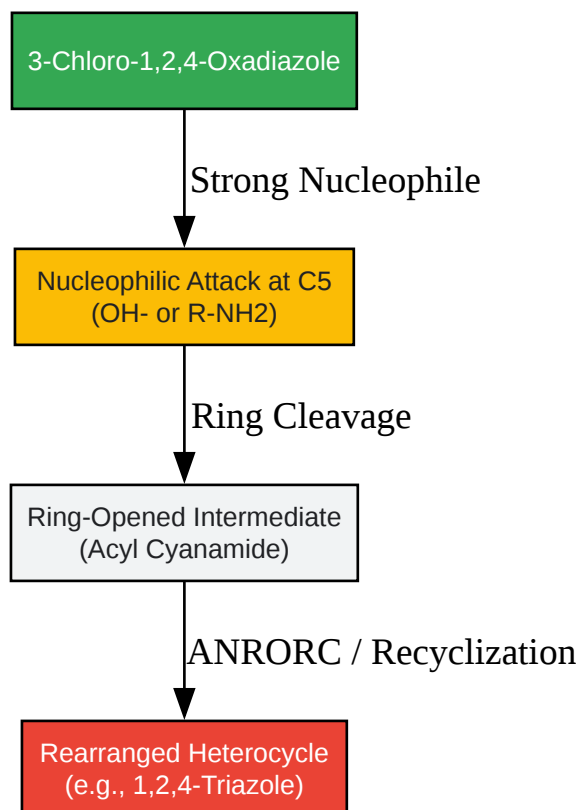 3-Chloro-1,2,4-Oxadiazole
Strong Nucleophile
Nucleophilic Attack at C5
(OH- or R-NH2)
Ring Cleavage
Ring-Opened Intermediate
(Acyl Cyanamide)
ANRORC / Recyclization
Rearranged Heterocycle
(e.g., 1,2,4-Triazole)